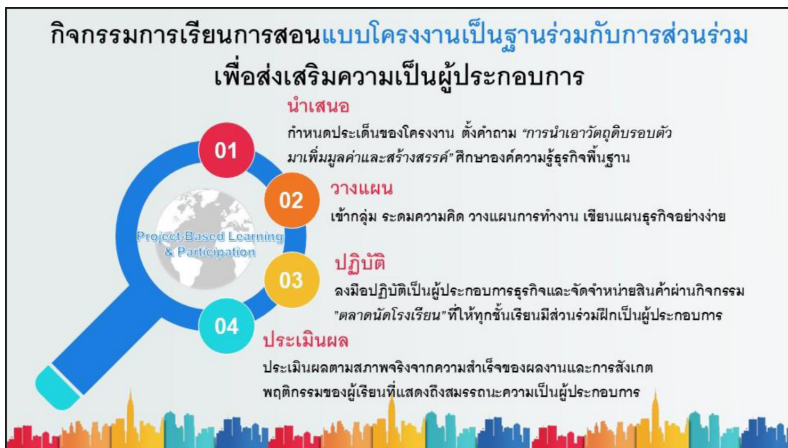 กิจกรรมการเรียนการสอนแบบโครงงานเป็นฐานร่วมกับการส่วนร่วม
เพื่อส่งเสริมความเป็นผู้ประกอบการ
01
นำเสนอ
กำหนดประเด็นของโครงงาน ตั้งคำถาม "การนำเอาวัตถุดิบรอบตัว
มาเพิ่มมูลค่าและสร้างสรรค์" ศึกษาองค์ความรู้ธุรกิจพื้นฐาน
02
วางแผน
เข้ากลุ่ม ระดมความคิด วางแผนการทำงาน เขียนแผนธุรกิจอย่างง่าย
Project-Based Learning
& Participation
03
ปฏิบัติ
ลงมือปฏิบัติเป็นผู้ประกอบการธุรกิจและจัดจำหน่ายสินค้าผ่านกิจกรรม
"ตลาดนัดโรงเรียน" ที่ให้ทุกชั้นเรียนมีส่วนร่วมฝึกเป็นผู้ประกอบการ
04
ประเมินผล
ประเมินผลตามสภาพจริงจากความสำเร็จของผลงานและการสังเกต
พฤติกรรมของผู้เรียนที่แสดงถึงสมรรถนะความเป็นผู้ประกอบการ